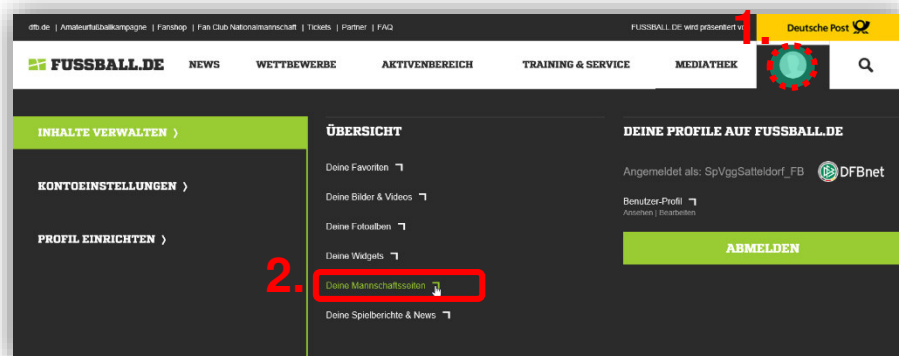 dfb.de | Amateurfußballkampagne | Fanshop | Fan Club Nationalmannschaft | Tickets | Partner | FAQ
FUSSBALL.DE wird präsentiert v
1.
Deutsche Post
FUSSBALL.DE NEWS WETTBEWERBE AKTIVENBEREICH TRAINING & SERVICE MEDIATHEK
INHALTE VERWALTEN 〉
KONTOEINSTELLUNGEN 〉
PROFIL EINRICHTEN 〉
ÜBERSICHT
Deine Favoriten
Deine Bilder & Videos
Deine Fotoalben
Deine Widgets
2.
Deine Mannschaftsseiten
Deine Spielberichte & News
DEINE PROFILE AUF FUSSBALL.DE
Angemeldet als: SpVggSatteldorf_FB DFBnet
Benutzer-Profil
Ansehen | Bearbeiten
ABMELDEN